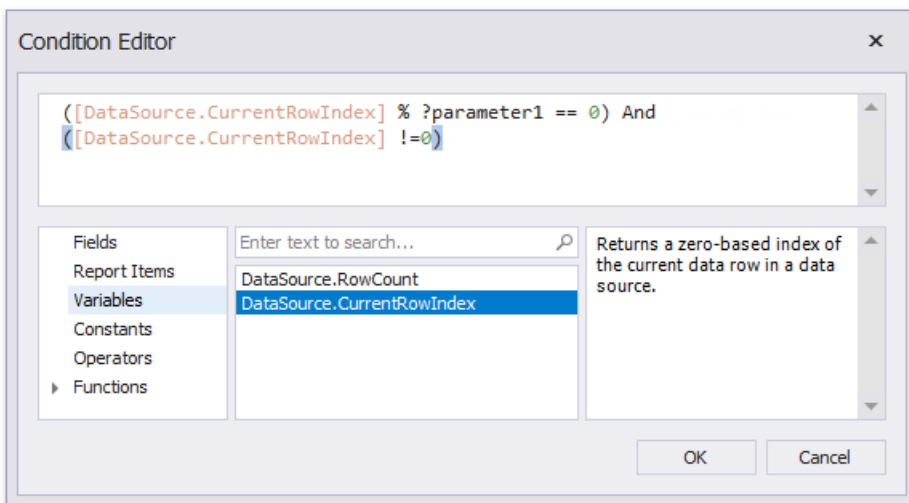 Condition Editor
([DataSource.CurrentRowIndex] % ?parameter1 == 0) And
([DataSource.CurrentRowIndex] !=0)
Fields
Report Items
Variables
Constants
Operators
Functions
Enter text to search...
DataSource.RowCount
DataSource.CurrentRowIndex
Returns a zero-based index of
the current data row in a data
source.
OK
Cancel